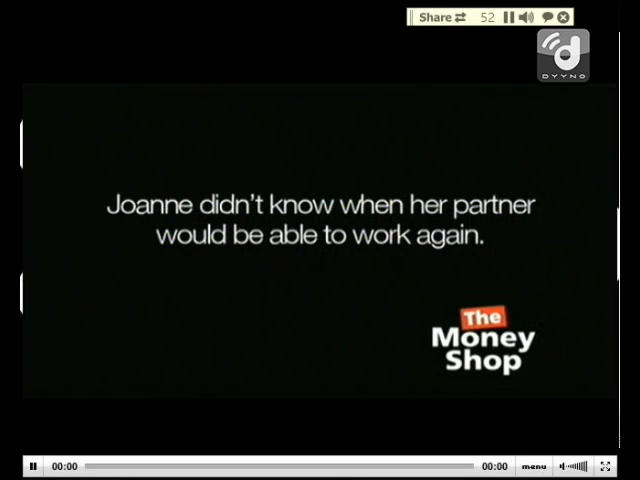 Share 52
DYYNO
Joanne didn't know when her partner
would be able to work again.
The
Money
Shop
00:00 00:00 menu